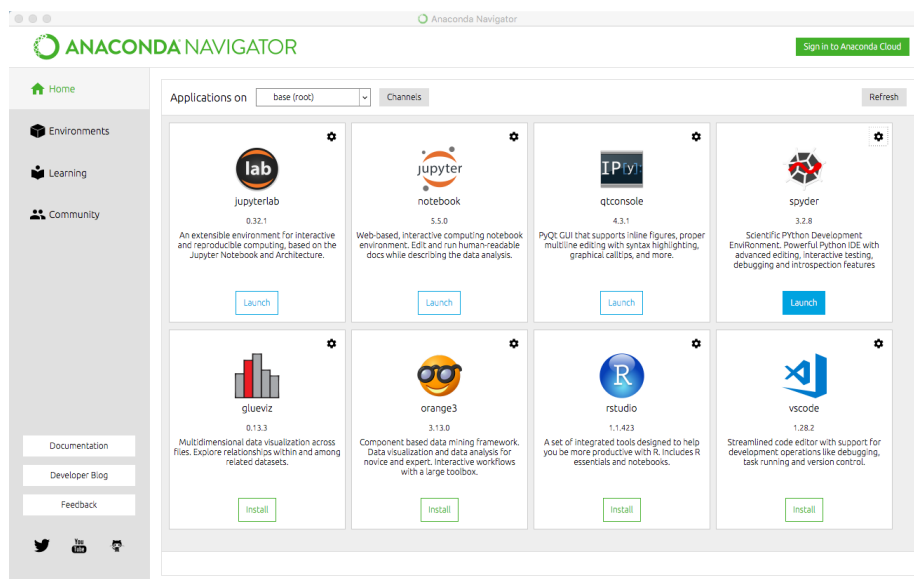 Anaconda Navigator
ANACONDA NAVIGATOR
Sign in to Anaconda Cloud
Home
Environments
Learning
Community
Documentation
Developer Blog
Feedback
You
Tube
Applications on
base (root)
Channels
Refresh
lab
jupyterlab
0.32.1
An extensible environment for interactive
and reproducible computing, based on the
Jupyter Notebook and Architecture.
Launch
jupyter
notebook
5.5.0
Web-based, interactive computing notebook
environment. Edit and run human-readable
docs while describing the data analysis.
Launch
IP[y]:
qtconsole
4.3.1
PyQt GUI that supports inline figures, proper
multiline editing with syntax highlighting,
graphical calltips, and more.
Launch
spyder
3.2.8
Scientific PYthon Development
EnviRonment. Powerful Python IDE with
advanced editing, interactive testing,
debugging and introspection features
Launch
glueviz
0.13.3
Multidimensional data visualization across
files. Explore relationships within and among
related datasets.
Install
orange3
3.13.0
Component based data mining framework.
Data visualization and data analysis for
novice and expert. Interactive workflows
with a large toolbox.
Install
R
rstudio
1.1.423
A set of integrated tools designed to help
you be more productive with R. Includes R
essentials and notebooks.
Install
vscode
1.28.2
Streamlined code editor with support for
development operations like debugging,
task running and version control.
Install